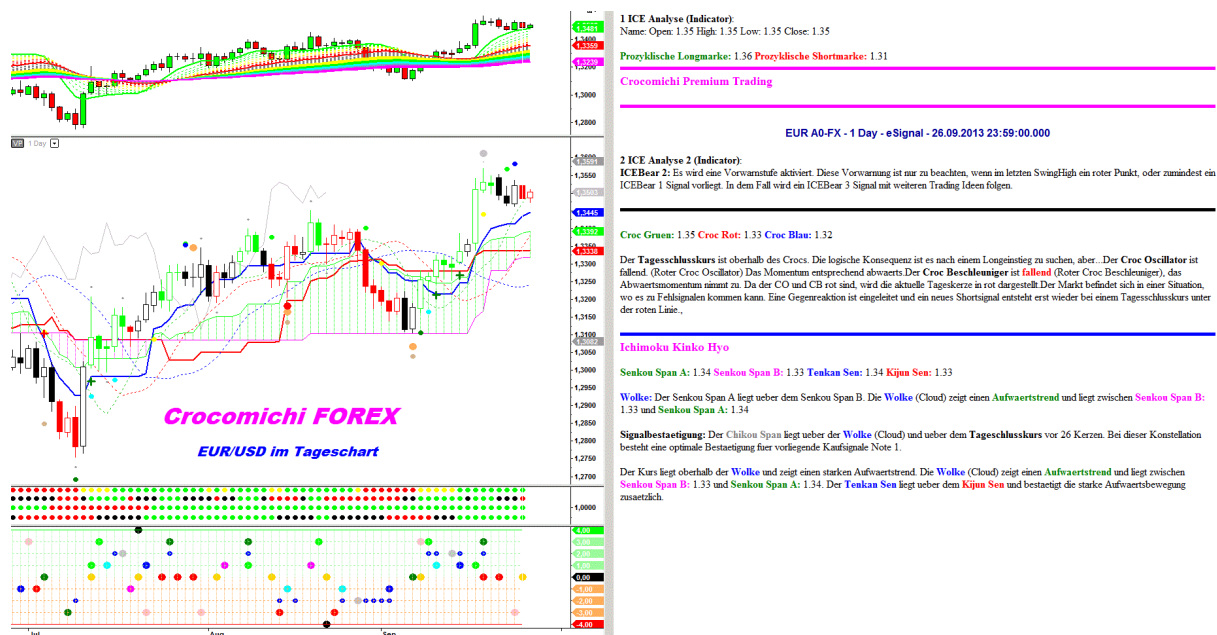 1,3481
1,3400
1,3359
1,3239
1,3200
1,3000
1,2800
VP 1 Day
1,3591
1,3550
1,3503
1,3445
1,3392
1,3338
1,3300
1,3250
1,3200
1,3150
1,3100
1,3082
1,3050
1,3000
1,2950
1,2900
1,2850
1,2800
1,2750
1,2700
Crocomichi FOREX
EUR/USD im Tageschart
1,0000
4,00
3,00
2,00
1,00
0,00
-1,00
-2,00
-3,00
-4,00
Jul Aug Sep
1 ICE Analyse (Indicator):
Name: Open: 1.35 High: 1.35 Low: 1.35 Close: 1.35
Prozyklische Longmarke: 1.36 Prozyklische Shortmarke: 1.31
Crocomichi Premium Trading
EUR A0-FX - 1 Day - eSignal - 26.09.2013 23:59:00.000
2 ICE Analyse 2 (Indicator):
ICEBear 2: Es wird eine Vorwarnstufe aktiviert. Diese Vorwarnung ist nur zu beachten, wenn im letzten SwingHigh ein roter Punkt, oder zumindest ein
ICEBear 1 Signal vorliegt. In dem Fall wird ein ICEBear 3 Signal mit weiteren Trading Ideen folgen.
Croc Gruen: 1.35 Croc Rot: 1.33 Croc Blau: 1.32
Der Tagesschlusskurs ist oberhalb des Crocs. Die logische Konsequenz ist es nach einem Longeinstieg zu suchen, aber...Der Croc Oscillator ist
fallend. (Roter Croc Oscillator) Das Momentum entsprechend abwaerts.Der Croc Beschleuniger ist fallend (Roter Croc Beschleuniger), das
Abwaertsmomentum nimmt zu. Da der CO und CB rot sind, wird die aktuelle Tageskerze in rot dargestellt.Der Markt befindet sich in einer Situation,
wo es zu Fehlsignalen kommen kann. Eine Gegenreaktion ist eingeleitet und ein neues Shortsignal entsteht erst wieder bei einem Tagesschlusskurs unter
der roten Linie.,
Ichimoku Kinko Hyo
Senkou Span A: 1.34 Senkou Span B: 1.33 Tenkan Sen: 1.34 Kijun Sen: 1.33
Wolke: Der Senkou Span A liegt ueber dem Senkou Span B. Die Wolke (Cloud) zeigt einen Aufwaertstrend und liegt zwischen Senkou Span B:
1.33 und Senkou Span A: 1.34
Signalbestaetigung: Der Chikou Span liegt ueber der Wolke (Cloud) und ueber dem Tageschlusskurs vor 26 Kerzen. Bei dieser Konstellation
besteht eine optimale Bestaetigung fuer vorliegende Kaufsignale Note 1.
Der Kurs liegt oberhalb der Wolke und zeigt einen starken Aufwaertstrend. Die Wolke (Cloud) zeigt einen Aufwaertstrend und liegt zwischen
Senkou Span B: 1.33 und Senkou Span A: 1.34. Der Tenkan Sen liegt ueber dem Kijun Sen und bestaetigt die starke Aufwaertsbewegung
zusaetzlich.